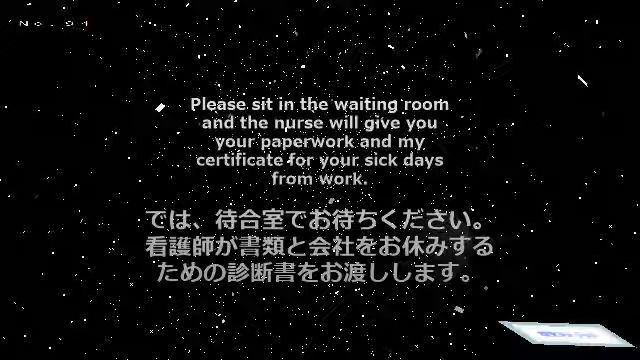 No.91
Please sit in the waiting room
and the nurse will give you
your paperwork and my
certificate for your sick days
from work.
では、待合室でお待ちください。
看護師が書類と会社をお休みする
ための診断書をお渡しします。